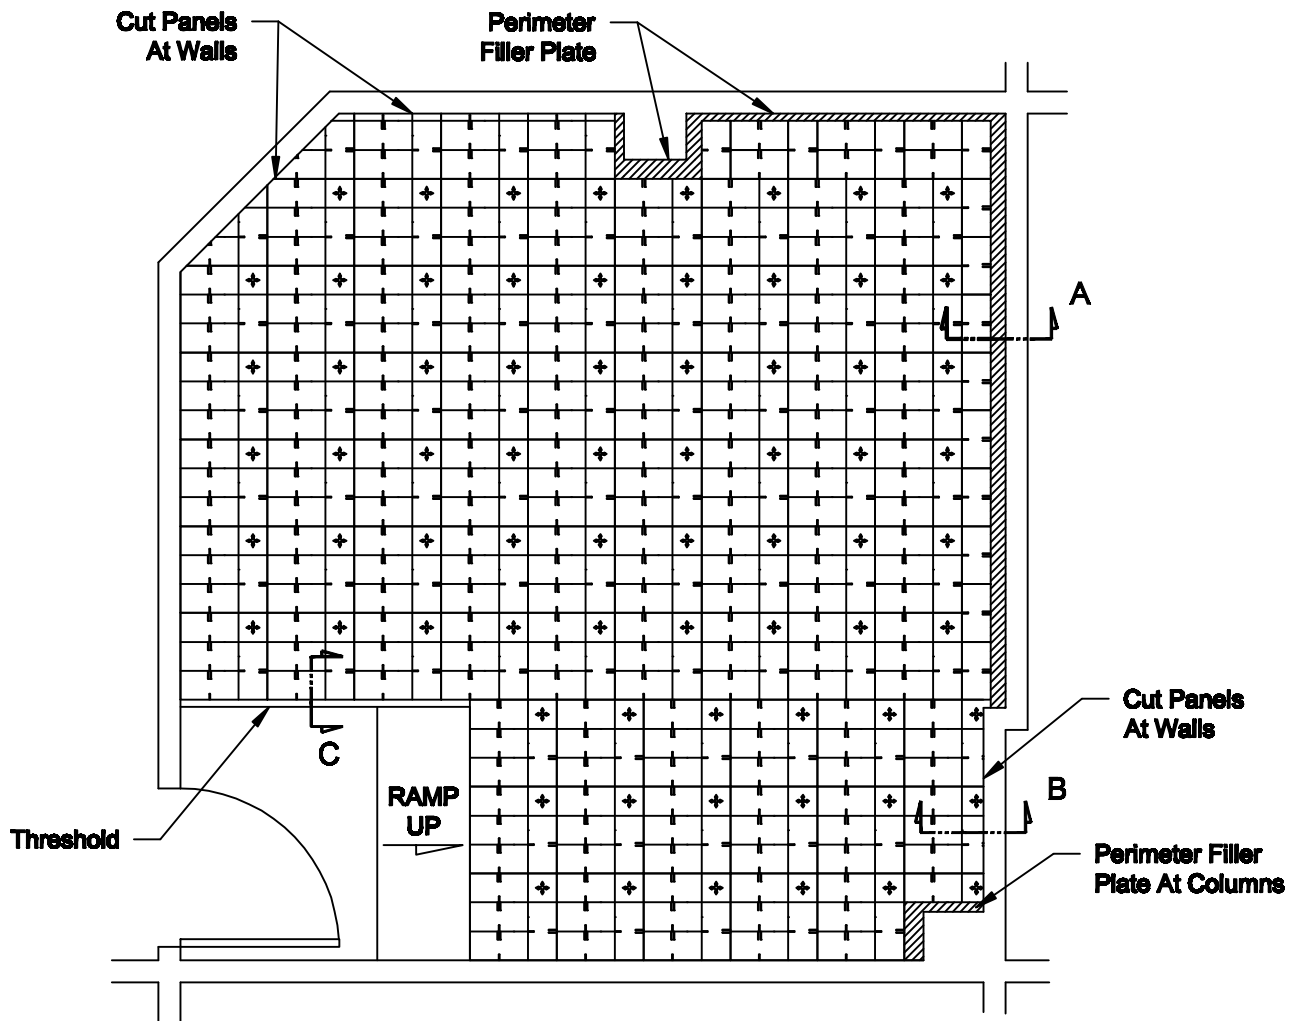 Cut Panels
At Walls
Perimeter
Filler Plate
A
Cut Panels
At Walls
C
RAMP
UP
B
Threshold
Perimeter Filler
Plate At Columns